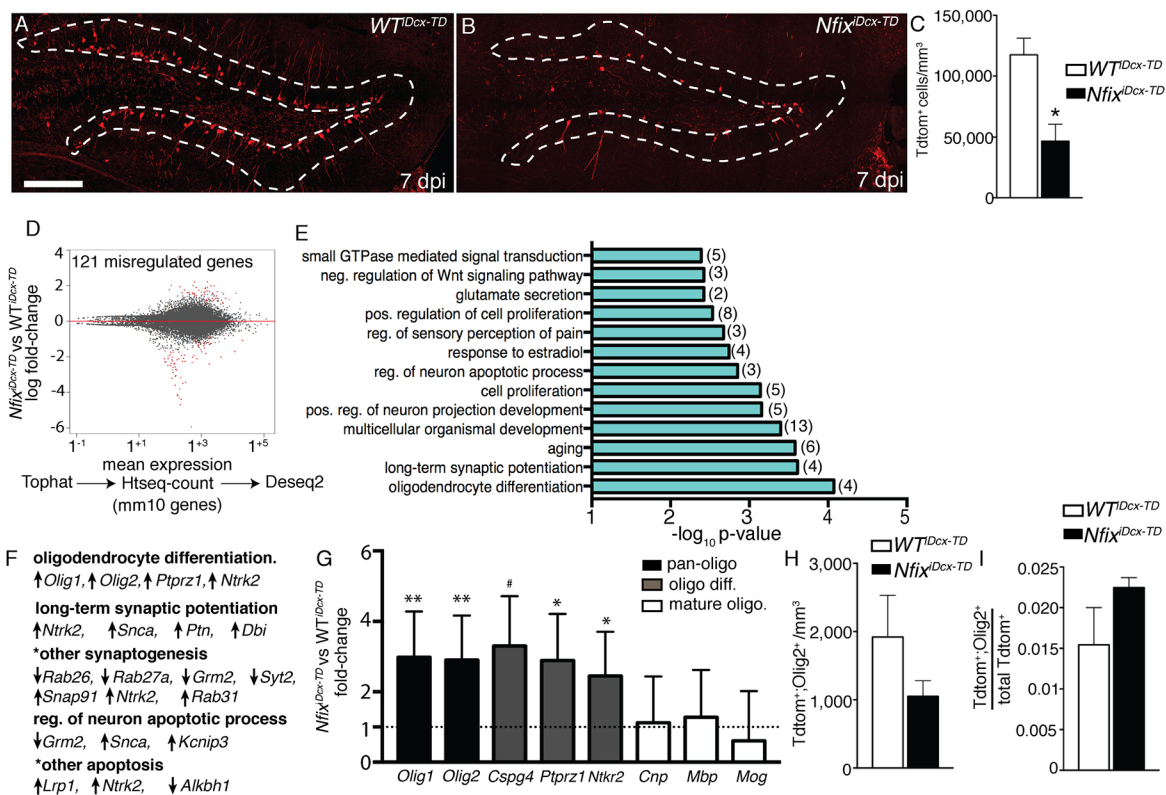 A
WT^iDcx-TD
7 dpi
B
Nfix^iDcx-TD
7 dpi
C
Tdtom⁺ cells/mm³
150,000
100,000
50,000
0
WT^iDcx-TD
Nfix^iDcx-TD
*
D
121 misregulated genes
Nfix^iDcx-TD vs WT^iDcx-TD
log fold-change
4
2
0
-2
-4
-6
1^-1
1^+1
1^+3
1^+5
mean expression
Tophat → Htseq-count → Deseq2
(mm10 genes)
E
small GTPase mediated signal transduction (5)
neg. regulation of Wnt signaling pathway (3)
glutamate secretion (2)
pos. regulation of cell proliferation (8)
reg. of sensory perception of pain (3)
response to estradiol (4)
reg. of neuron apoptotic process (3)
cell proliferation (5)
pos. reg. of neuron projection development (5)
multicellular organismal development (13)
aging (6)
long-term synaptic potentiation (4)
oligodendrocyte differentiation (4)
1 2 3 4 5
-log₁₀ p-value
F
oligodendrocyte differentiation.
↑Olig1, ↑Olig2, ↑Ptprz1, ↑Ntrk2
long-term synaptic potentiation
↑Ntrk2, ↑Snca, ↑Ptn, ↑Dbi
*other synaptogenesis
↓Rab26, ↓Rab27a, ↓Grm2, ↓Syt2,
↑Snap91 ↑Ntrk2, ↑Rab31
reg. of neuron apoptotic process
↓Grm2, ↑Snca, ↑Kcnip3
*other apoptosis
↑Lrp1, ↑Ntrk2, ↓Alkbh1
G
Nfix^iDcx-TD vs WT^iDcx-TD
fold-change
6
4
2
1
0
** ** # * *
pan-oligo
oligo diff.
mature oligo.
Olig1 Olig2 Cspg4 Ptprz1 Ntkr2 Cnp Mbp Mog
H
WT^iDcx-TD
Nfix^iDcx-TD
Tdtom⁺;Olig2⁺ /mm³
3,000
2,000
1,000
0
I
WT^iDcx-TD
Nfix^iDcx-TD
Tdtom⁺;Olig2⁺
total Tdtom⁺
0.025
0.020
0.015
0.01
0.005
0